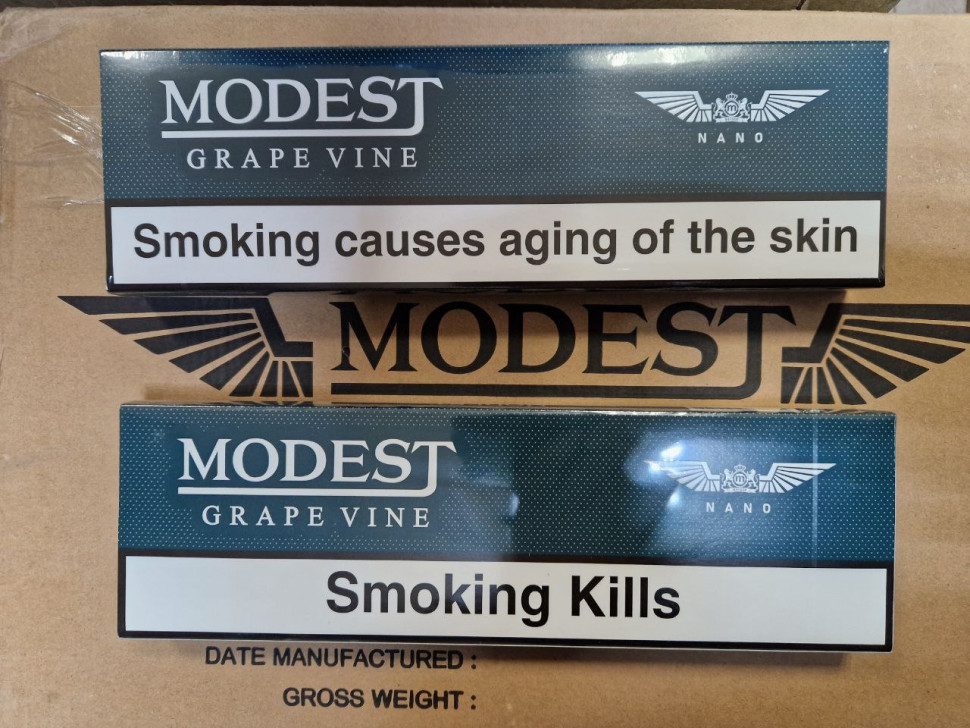 MODEST
GRAPE VINE
NANO
Smoking causes aging of the skin
MODEST
MODEST
GRAPE VINE
NANO
Smoking Kills
DATE MANUFACTURED :
GROSS WEIGHT :